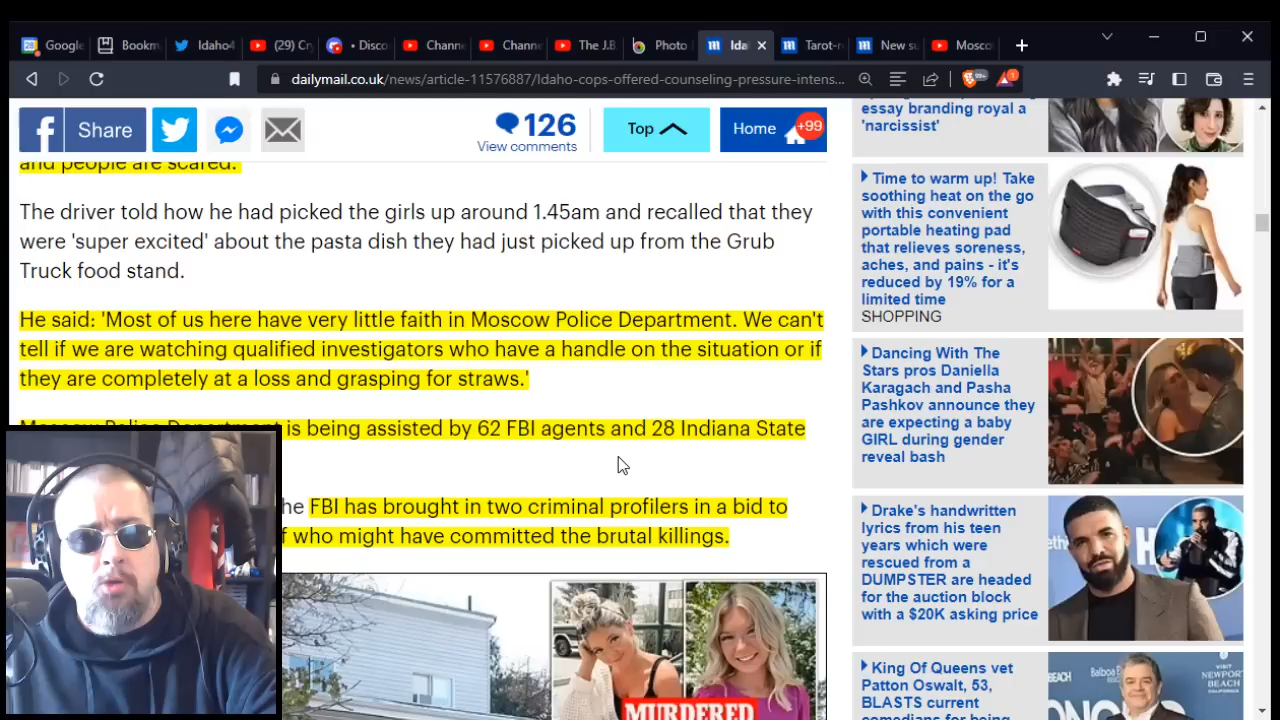 Google
Bookm
Idaho4
(29) Cr
• Disco
Chann
Chann
The J.B.
Photo
Ida
Tarot-r
New su
Mosco
dailymail.co.uk/news/article-11576887/Idaho-cops-offered-counseling-pressure-intens...
99+
1
Share
126
View comments
Top
Home
+99
and people are scared.'
The driver told how he had picked the girls up around 1.45am and recalled that they
were 'super excited' about the pasta dish they had just picked up from the Grub
Truck food stand.
He said: 'Most of us here have very little faith in Moscow Police Department. We can't
tell if we are watching qualified investigators who have a handle on the situation or if
they are completely at a loss and grasping for straws.'
Moscow Police Department is being assisted by 62 FBI agents and 28 Indiana State
he FBI has brought in two criminal profilers in a bid to
f who might have committed the brutal killings.
MURDERED
essay branding royal a
'narcissist'
Time to warm up! Take
soothing heat on the go
with this convenient
portable heating pad
that relieves soreness,
aches, and pains - it's
reduced by 19% for a
limited time
SHOPPING
Dancing With The
Stars pros Daniella
Karagach and Pasha
Pashkov announce they
are expecting a baby
GIRL during gender
reveal bash
Drake's handwritten
lyrics from his teen
years which were
rescued from a
DUMPSTER are headed
for the auction block
with a $20K asking price
King Of Queens vet
Patton Oswalt, 53,
BLASTS current
comedians for being